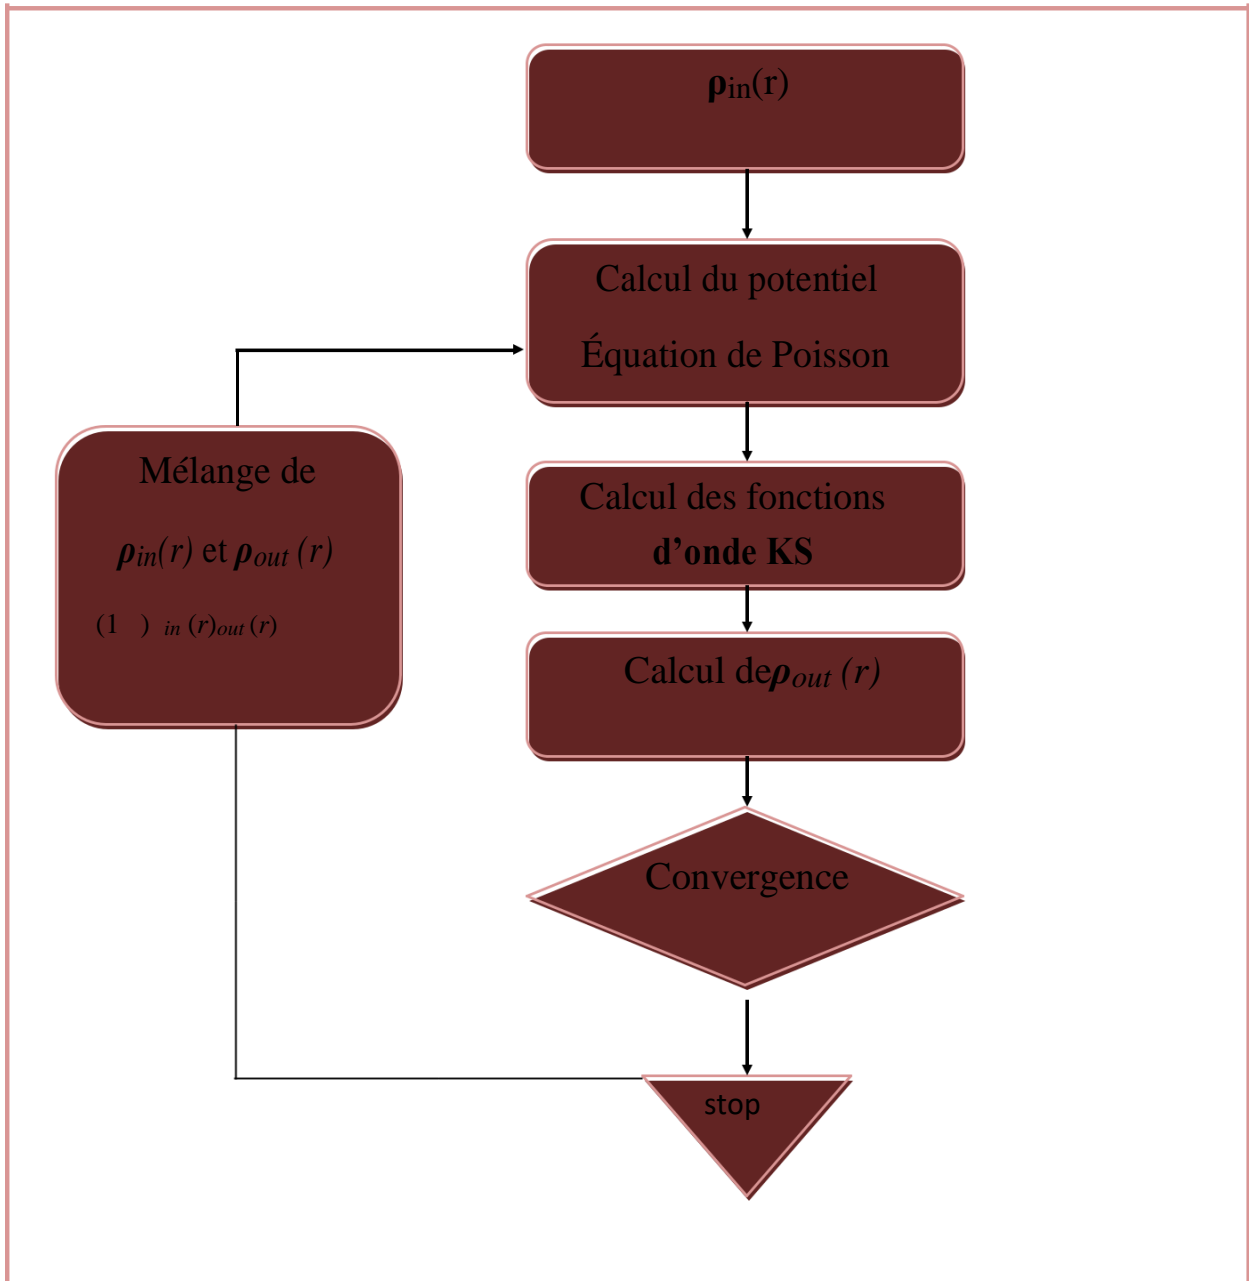 ρin(r)
Calcul du potentiel
Équation de Poisson
Mélange de
ρin(r) et ρout (r)
(1 ) in (r)out (r)
Calcul des fonctions
d’onde KS
Calcul deρout (r)
Convergence
stop